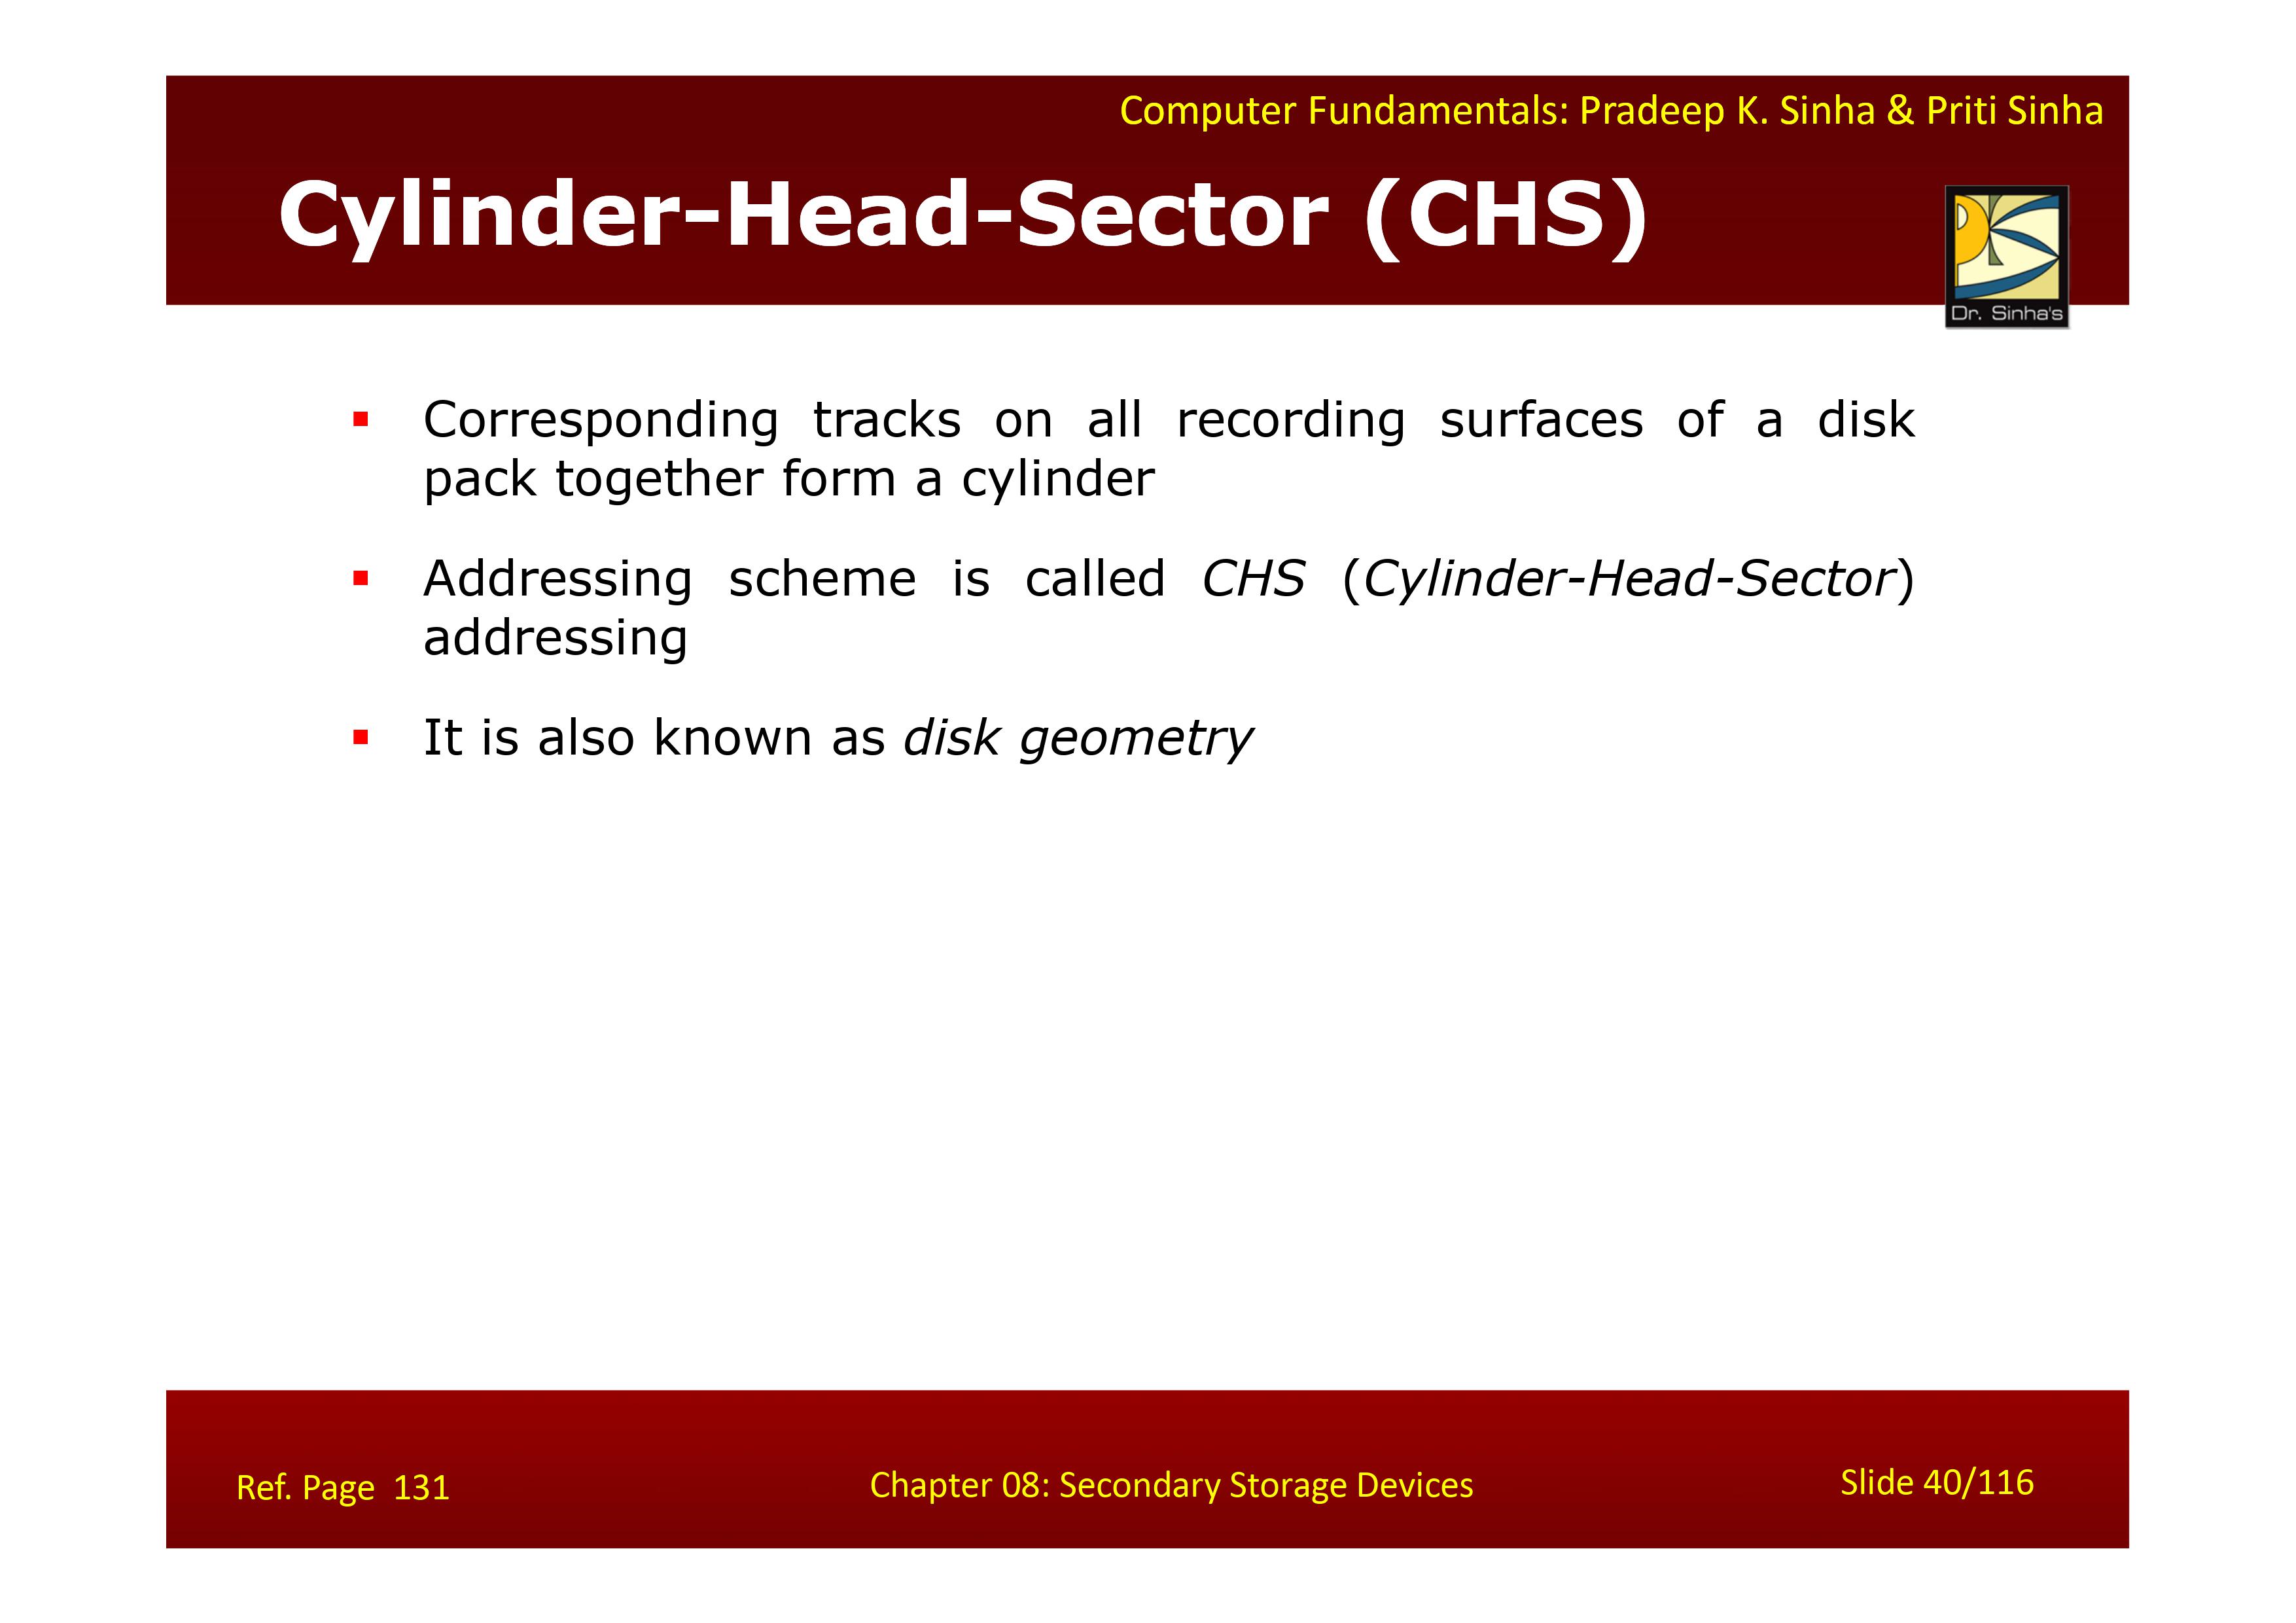 Computer Fundamentals: Pradeep K. Sinha & Priti Sinha
Cylinder-Head-Sector (CHS)
Dr. Sinha's
▪ Corresponding tracks on all recording surfaces of a disk
pack together form a cylinder
▪ Addressing scheme is called CHS (Cylinder-Head-Sector)
addressing
▪ It is also known as disk geometry
Ref. Page 131
Chapter 08: Secondary Storage Devices
Slide 40/116